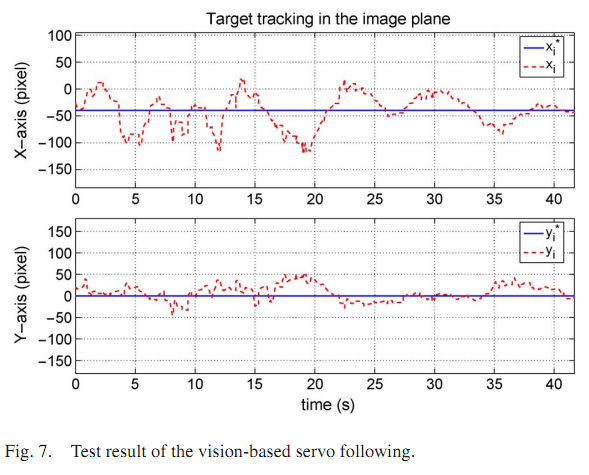 Target tracking in the image plane
100
50
0
−50
−100
−150
X−axis (pixel)
x_i^*
x_i
0 5 10 15 20 25 30 35 40
150
100
50
0
−50
−100
−150
Y−axis (pixel)
y_i^*
y_i
0 5 10 15 20 25 30 35 40
time (s)
Fig. 7. Test result of the vision-based servo following.